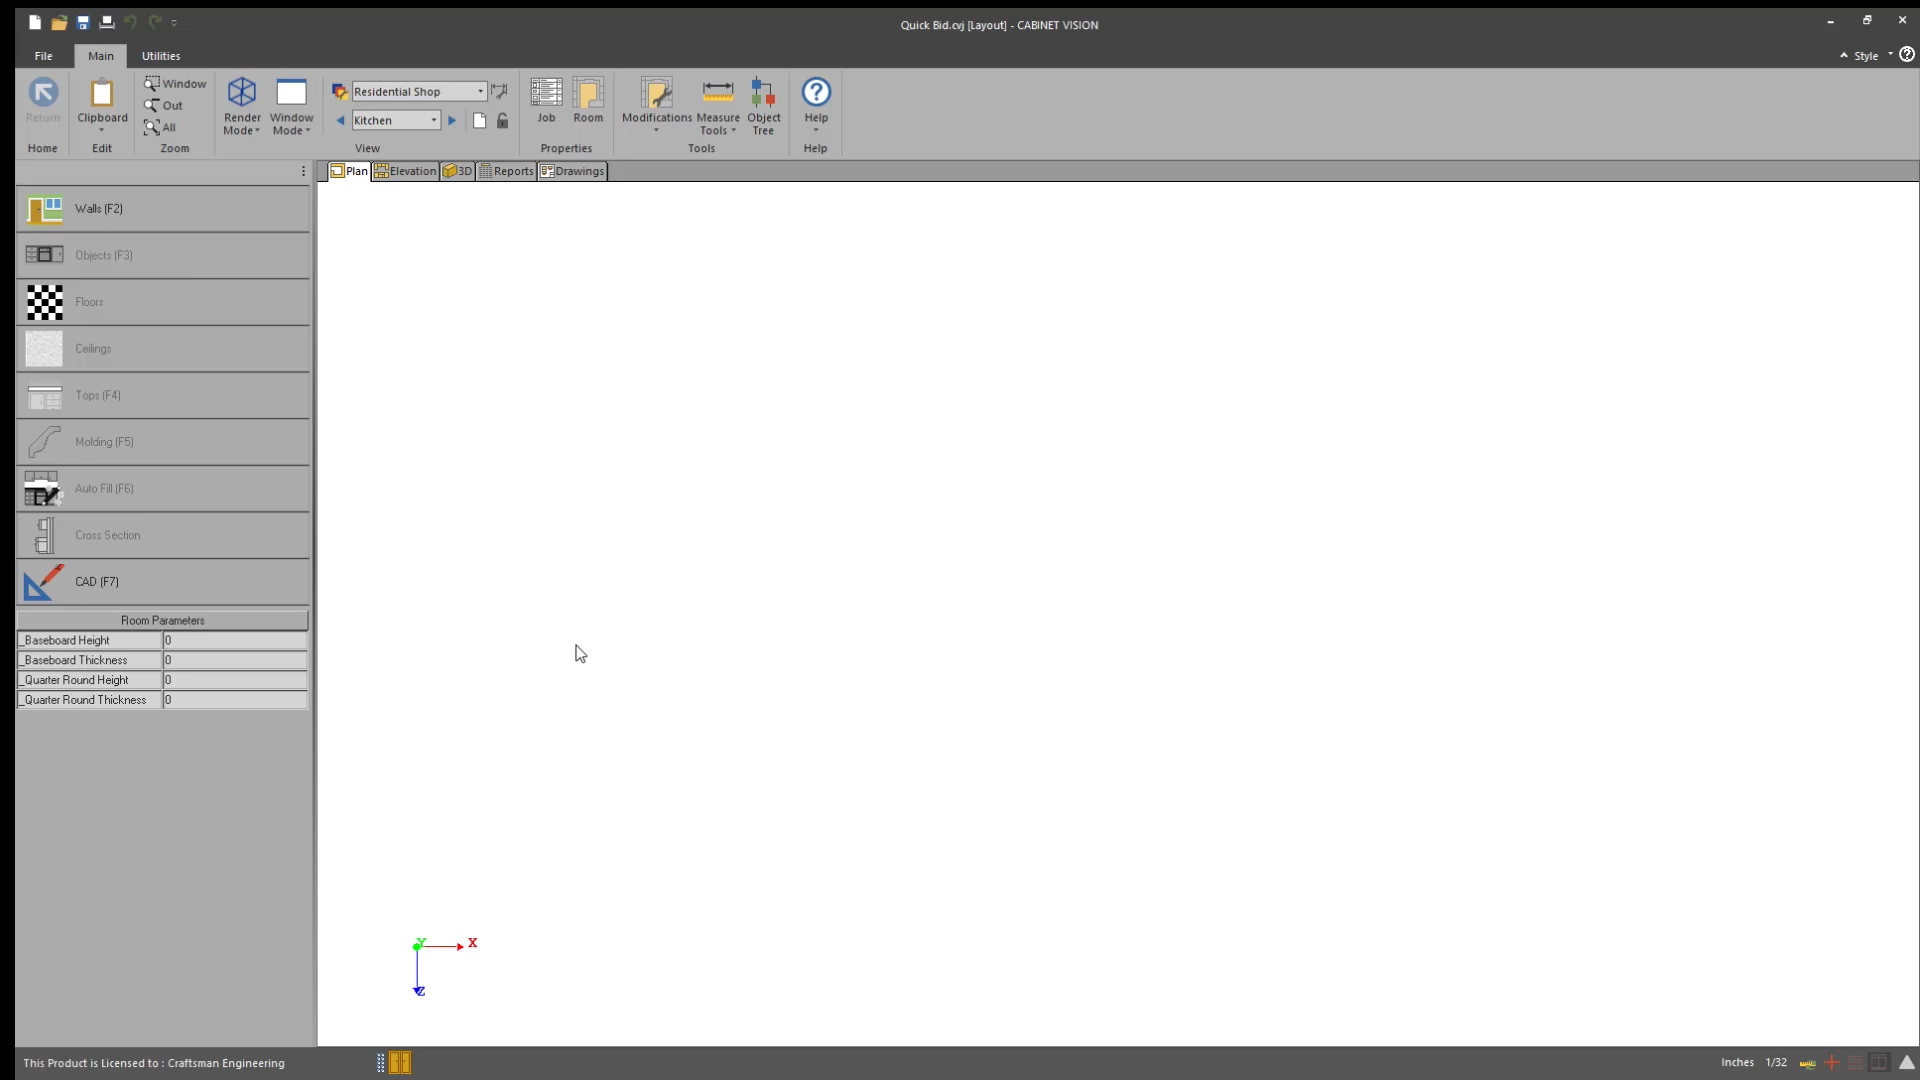 Quick Bid.cvj [Layout] - CABINET VISION
File
Main
Utilities
Style
Return
Clipboard
Window
Out
All
Render
Mode
Window
Mode
Residential Shop
Kitchen
Job
Room
Modifications
Measure
Tools
Object
Tree
Help
Home
Edit
Zoom
View
Properties
Tools
Help
Plan
Elevation
3D
Reports
Drawings
Walls (F2)
Objects (F3)
Floors
Ceilings
Tops (F4)
Molding (F5)
Auto Fill (F6)
Cross Section
CAD (F7)
Room Parameters
_Baseboard Height 0
_Baseboard Thickness 0
_Quarter Round Height 0
_Quarter Round Thickness 0
Y
X
Z
This Product is Licensed to : Craftsman Engineering
Inches 1/32